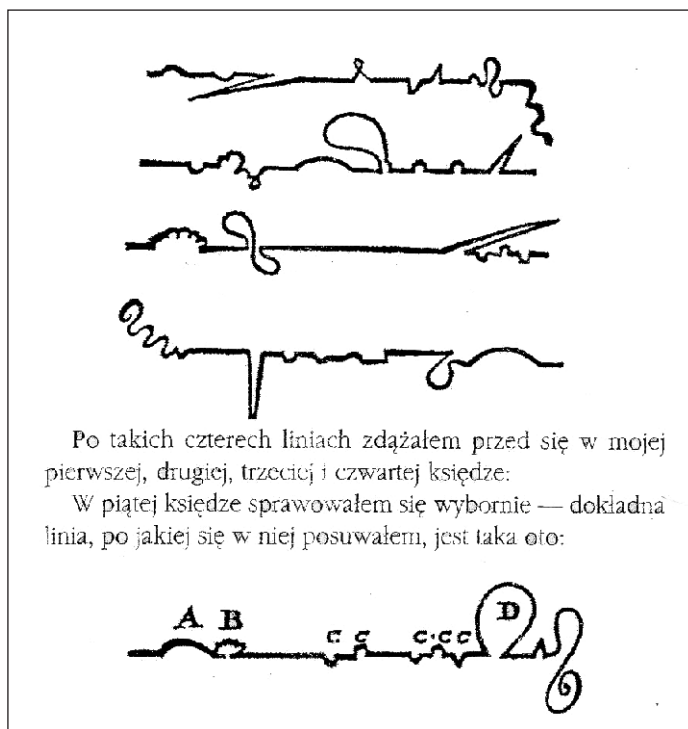 Po takich czterech liniach zdążałem przed się w mojej
pierwszej, drugiej, trzeciej i czwartej księdze:
W piątej księdze sprawowałem się wybornie — dokładna
linia, po jakiej się w niej posuwałem, jest taka oto:
A B c c c c c D